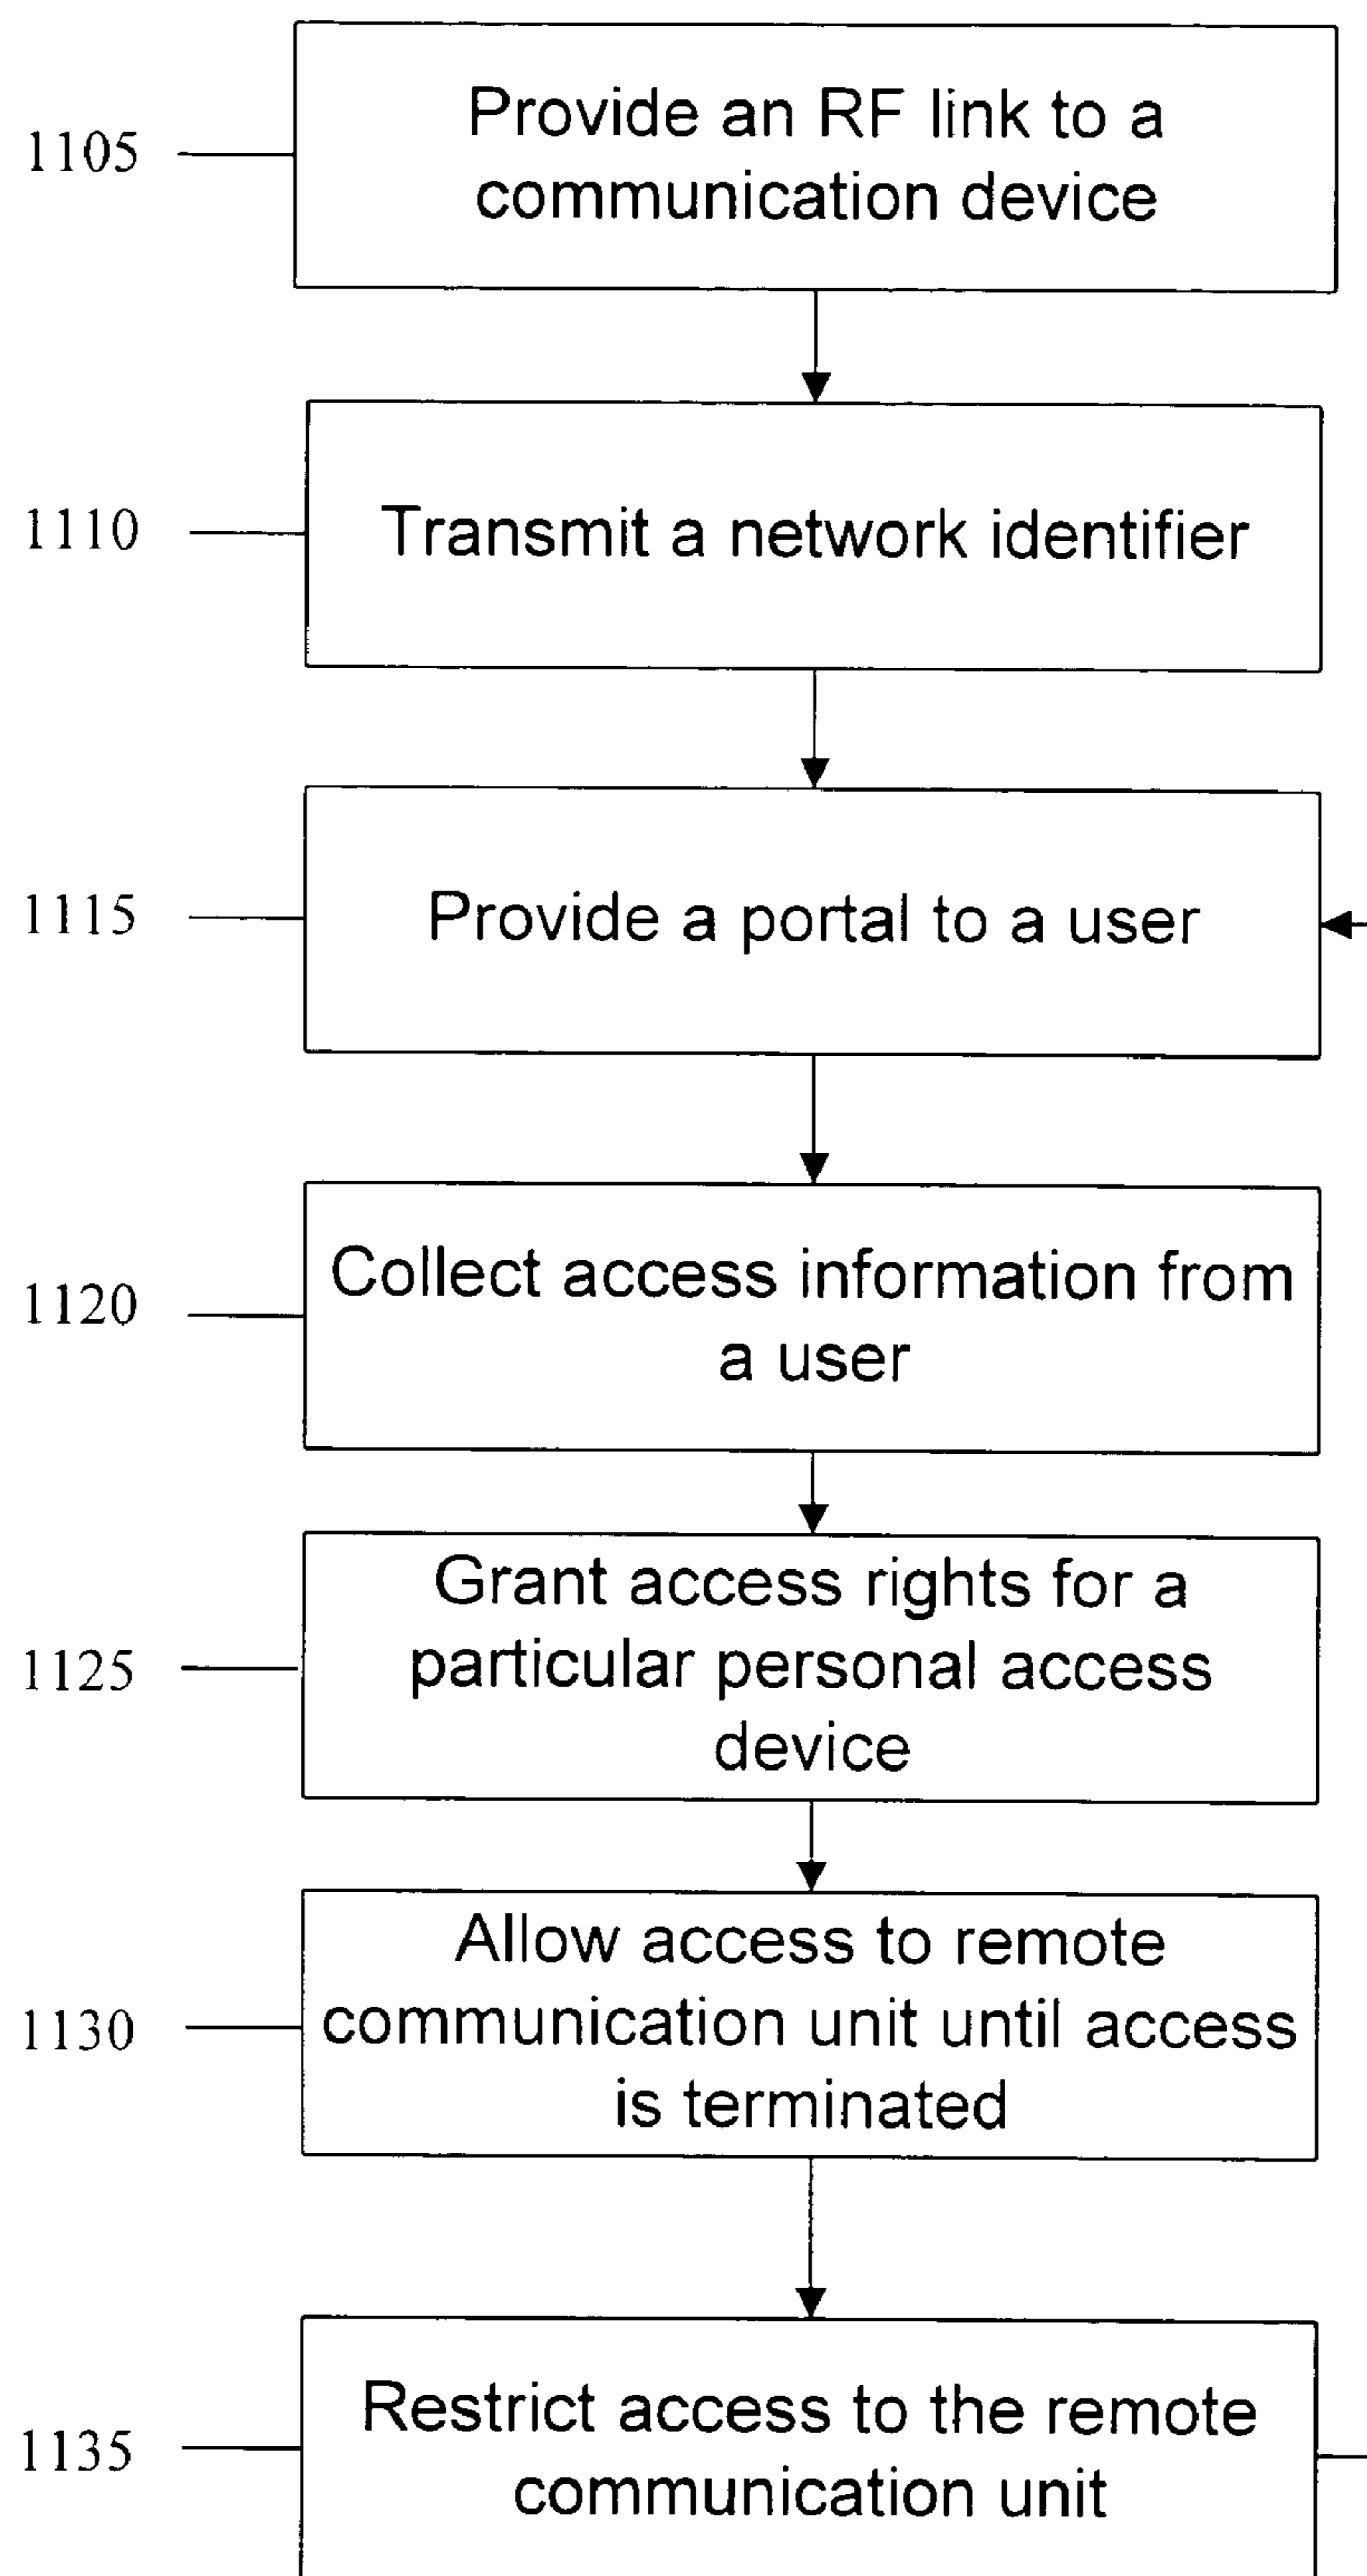 1105
Provide an RF link to a
communication device
1110
Transmit a network identifier
1115
Provide a portal to a user
1120
Collect access information from
a user
1125
Grant access rights for a
particular personal access
device
1130
Allow access to remote
communication unit until access
is terminated
1135
Restrict access to the remote
communication unit